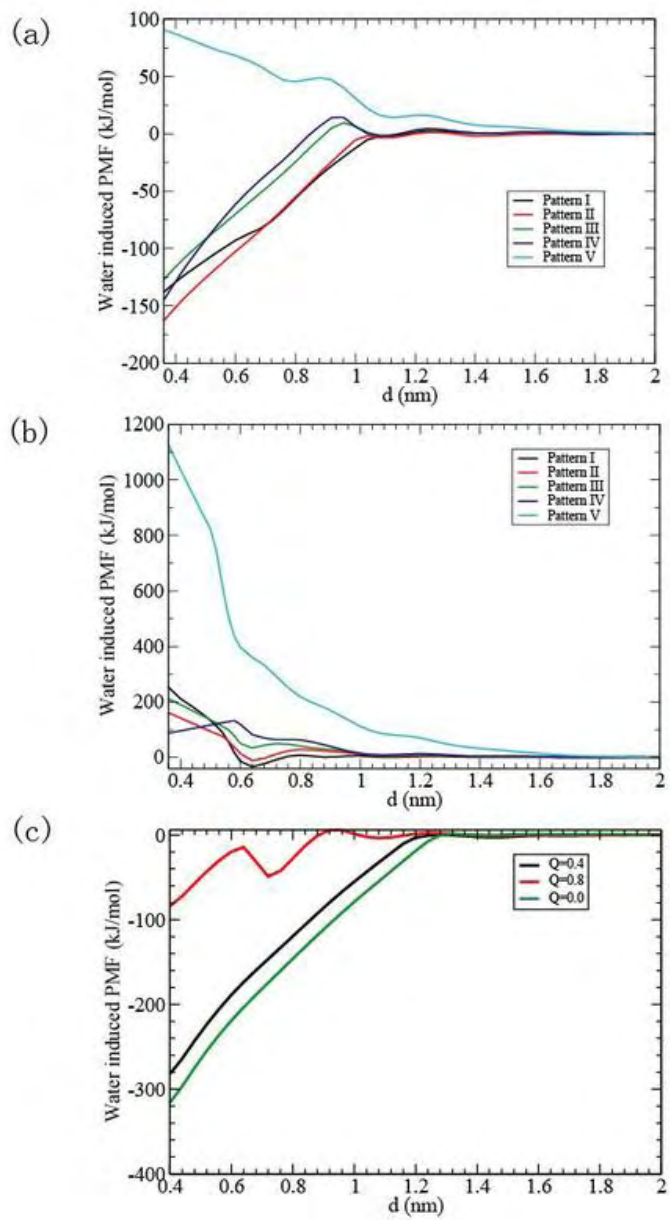 (a)
100
50
0
-50
-100
-150
-200
Water induced PMF (kJ/mol)
Pattern I
Pattern II
Pattern III
Pattern IV
Pattern V
0.4 0.6 0.8 1 1.2 1.4 1.6 1.8 2
d (nm)
(b)
1200
1000
800
600
400
200
0
Water induced PMF (kJ/mol)
Pattern I
Pattern II
Pattern III
Pattern IV
Pattern V
0.4 0.6 0.8 1 1.2 1.4 1.6 1.8 2
d (nm)
(c)
0
-100
-200
-300
-400
Water induced PMF (kJ/mol)
Q=0.4
Q=0.8
Q=0.0
0.4 0.6 0.8 1 1.2 1.4 1.6 1.8 2
d (nm)